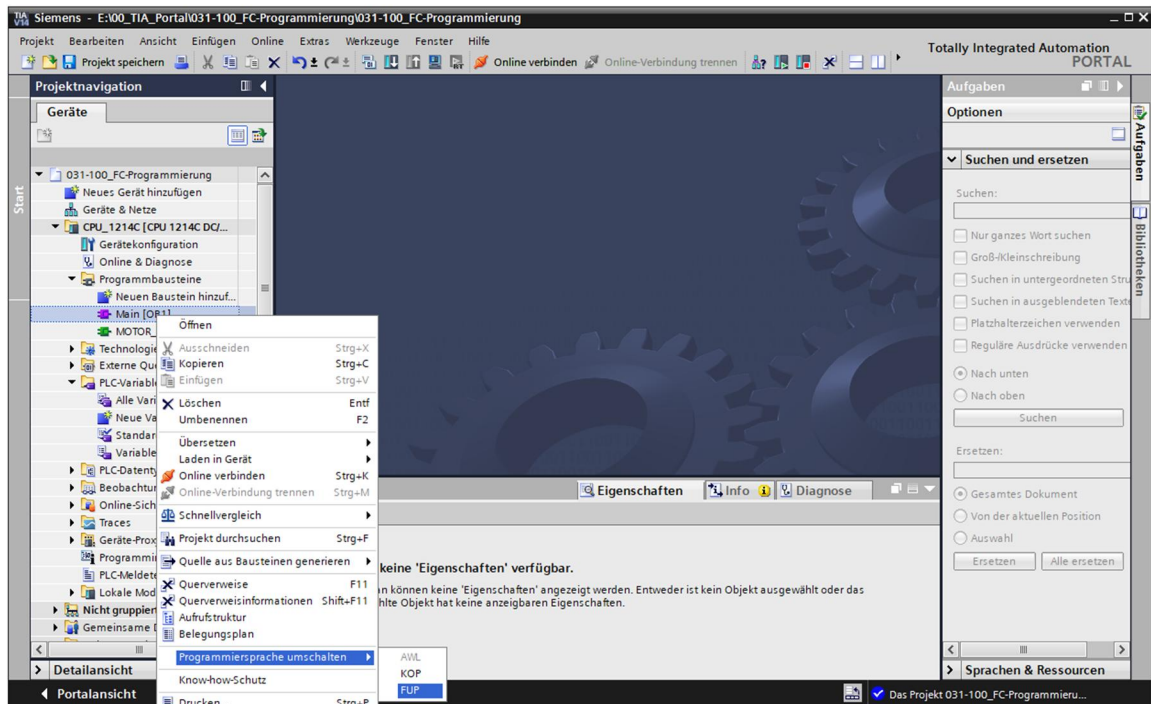 Siemens - E:\00_TIA_Portal\031-100_FC-Programmierung\031-100_FC-Programmierung
Projekt Bearbeiten Ansicht Einfügen Online Extras Werkzeuge Fenster Hilfe
Totally Integrated Automation
PORTAL
Projekt speichern Online verbinden Online-Verbindung trennen
Projektnavigation
Geräte
Start
031-100_FC-Programmierung
Neues Gerät hinzufügen
Geräte & Netze
CPU_1214C [CPU 1214C DC/...
Gerätekonfiguration
Online & Diagnose
Programmbausteine
Neuen Baustein hinzuf...
Main [OB1]
MOTOR_
Technologie
Externe Qu
PLC-Variabl
Alle Vari
Neue Va
Standar
Variable
PLC-Datenty
Beobachtun
Online-Sich
Traces
Geräte-Prox
Programmi
PLC-Meldete
Lokale Mod
Nicht gruppier
Gemeinsame D
Detailansicht
Portalansicht
Öffnen
Ausschneiden Strg+X
Kopieren Strg+C
Einfügen Strg+V
Löschen Entf
Umbenennen F2
Übersetzen
Laden in Gerät
Online verbinden Strg+K
Online-Verbindung trennen Strg+M
Schnellvergleich
Projekt durchsuchen Strg+F
Quelle aus Bausteinen generieren
Querverweise F11
Querverweisinformationen Shift+F11
Aufrufstruktur
Belegungsplan
Programmiersprache umschalten
Know-how-Schutz
Drucken Strg+P
AWL
KOP
FUP
Eigenschaften Info Diagnose
keine 'Eigenschaften' verfügbar.
n können keine 'Eigenschaften' angezeigt werden. Entweder ist kein Objekt ausgewählt oder das
hlte Objekt hat keine anzeigbaren Eigenschaften.
Aufgaben
Optionen
Suchen und ersetzen
Suchen:
Nur ganzes Wort suchen
Groß-/Kleinschreibung
Suchen in untergeordneten Stru
Suchen in ausgeblendeten Texte
Platzhalterzeichen verwenden
Reguläre Ausdrücke verwenden
Nach unten
Nach oben
Suchen
Ersetzen:
Gesamtes Dokument
Von der aktuellen Position
Auswahl
Ersetzen Alle ersetzen
Sprachen & Ressourcen
Aufgaben
Bibliotheken
Das Projekt 031-100_FC-Programmieru...